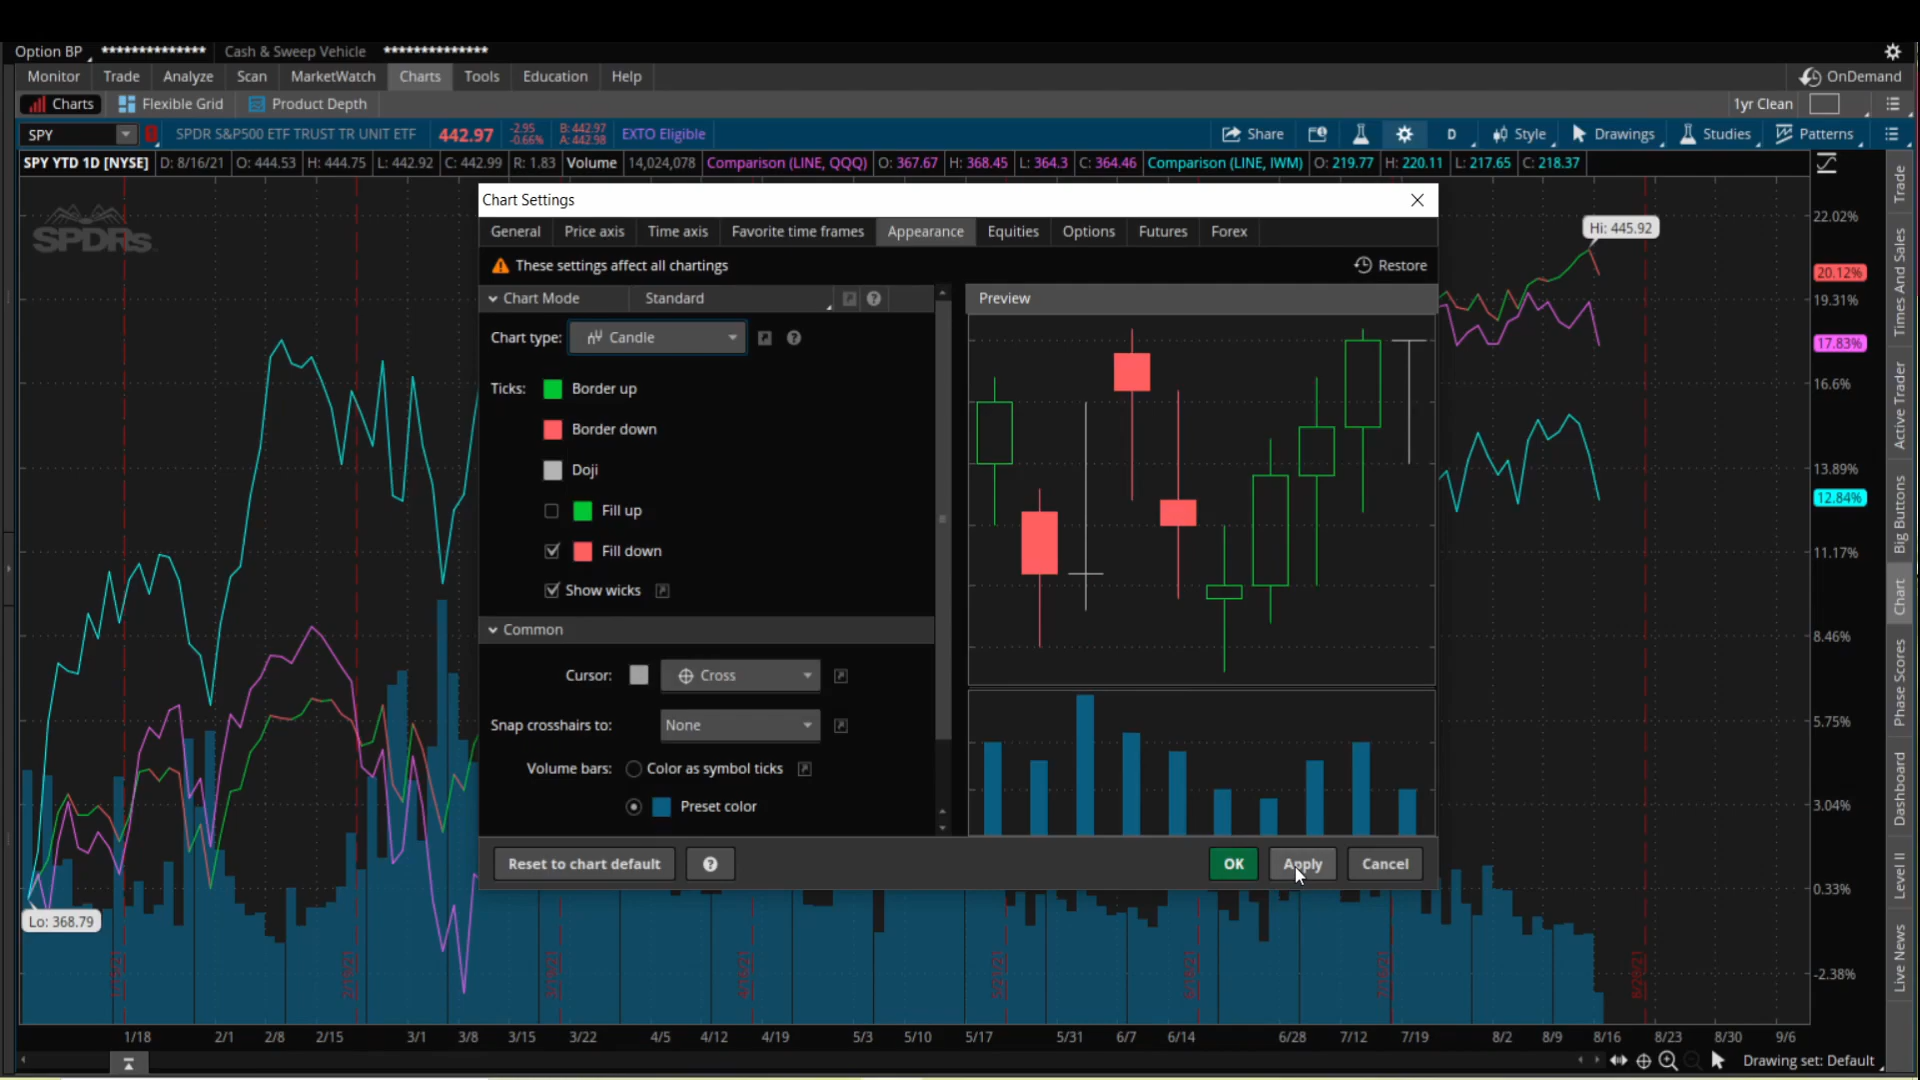 Option BP ************** Cash & Sweep Vehicle **************
Monitor Trade Analyze Scan MarketWatch Charts Tools Education Help OnDemand
Charts Flexible Grid Product Depth 1yr Clean
SPY SPDR S&P500 ETF TRUST TR UNIT ETF 442.97 -2.95 -0.66% B: 442.97 A: 442.98 EXTO Eligible Share D Style Drawings Studies Patterns
SPY YTD 1D [NYSE] D: 8/16/21 O: 444.53 H: 444.75 L: 442.92 C: 442.99 R: 1.83 Volume 14,024,078 Comparison (LINE, QQQ) O: 367.67 H: 368.45 L: 364.3 C: 364.46 Comparison (LINE, IWM) O: 219.77 H: 220.11 L: 217.65 C: 218.37
SPDRs
Chart Settings
General Price axis Time axis Favorite time frames Appearance Equities Options Futures Forex
These settings affect all chartings Restore
Chart Mode Standard
Preview
Chart type: Candle
Ticks: Border up
Border down
Doji
Fill up
Fill down
Show wicks
Common
Cursor: Cross
Snap crosshairs to: None
Volume bars: Color as symbol ticks
Preset color
Reset to chart default ? OK Apply Cancel
Hi: 445.92
Lo: 368.79
22.02%
20.12%
19.31%
17.83%
16.6%
13.89%
12.84%
11.17%
8.46%
5.75%
3.04%
0.33%
-2.38%
Trade
Times And Sales
Active Trader
Big Buttons
Chart
Phase Scores
Dashboard
Level II
Live News
1/18 2/1 2/8 2/15 3/1 3/8 3/15 3/22 4/5 4/12 4/19 5/3 5/10 5/17 5/31 6/7 6/14 6/28 7/12 7/19 8/2 8/9 8/16 8/23 8/30 9/6
Drawing set: Default